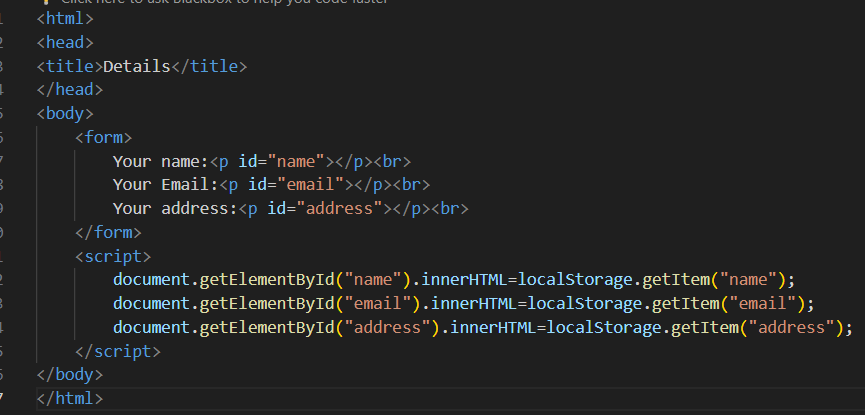 Click here to ask Blackbox to help you code faster
<html>
<head>
<title>Details</title>
</head>
<body>
<form>
Your name:<p id="name"></p><br>
Your Email:<p id="email"></p><br>
Your address:<p id="address"></p><br>
</form>
<script>
document.getElementById("name").innerHTML=localStorage.getItem("name");
document.getElementById("email").innerHTML=localStorage.getItem("email");
document.getElementById("address").innerHTML=localStorage.getItem("address");
</script>
</body>
</html>